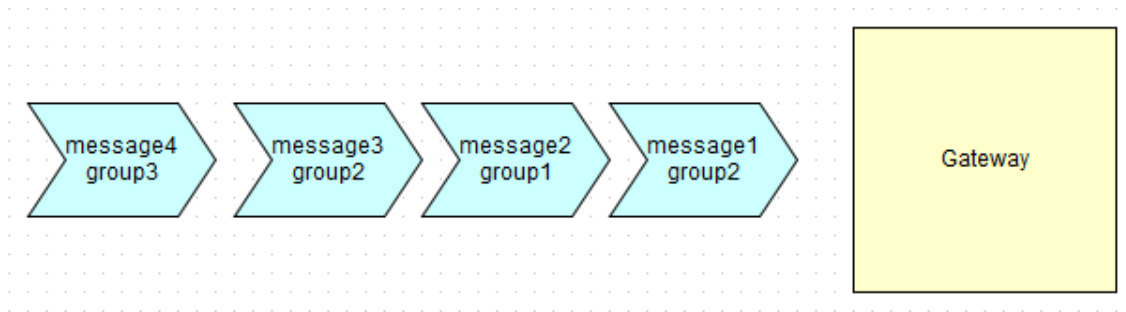 message4
group3
message3
group2
message2
group1
message1
group2
Gateway